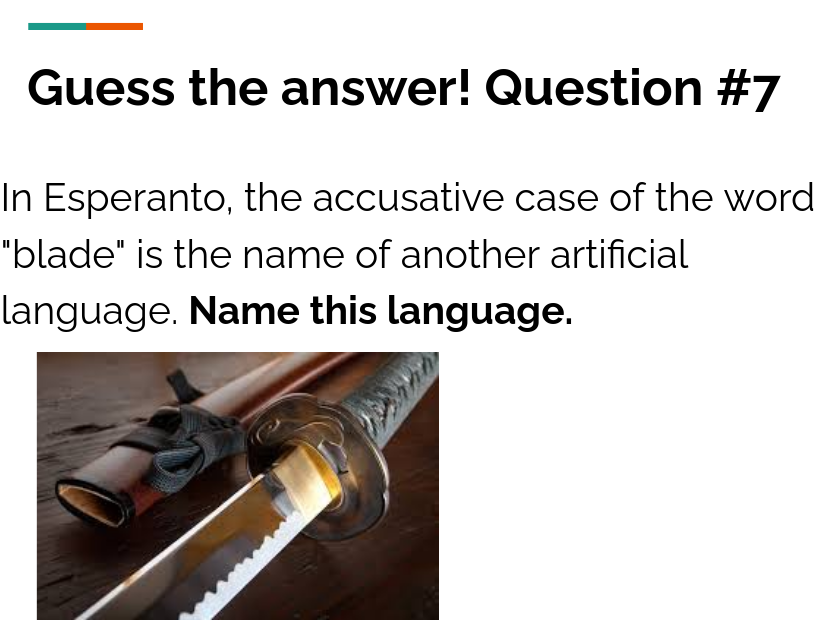 Guess the answer! Question #7
In Esperanto, the accusative case of the word
"blade" is the name of another artificial
language. Name this language.